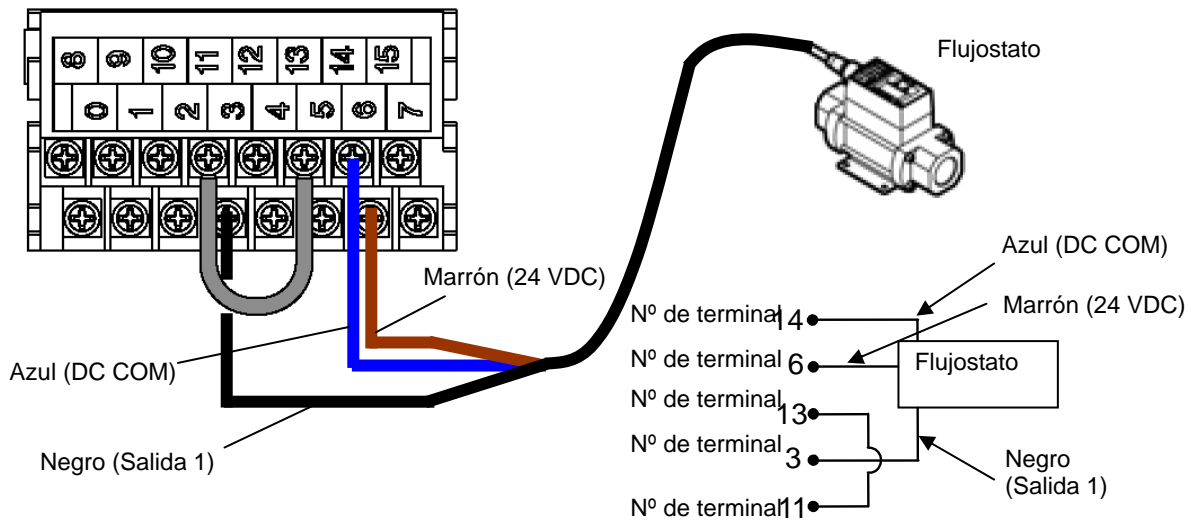 8 9 10 11 12 13 14 15
0 1 2 3 4 5 6 7
Flujostato
Marrón (24 VDC)
Azul (DC COM)
Negro (Salida 1)
Azul (DC COM)
Marrón (24 VDC)
Nº de terminal 14
Nº de terminal 6
Flujostato
Nº de terminal 13
Nº de terminal 3
Negro
(Salida 1)
Nº de terminal 11